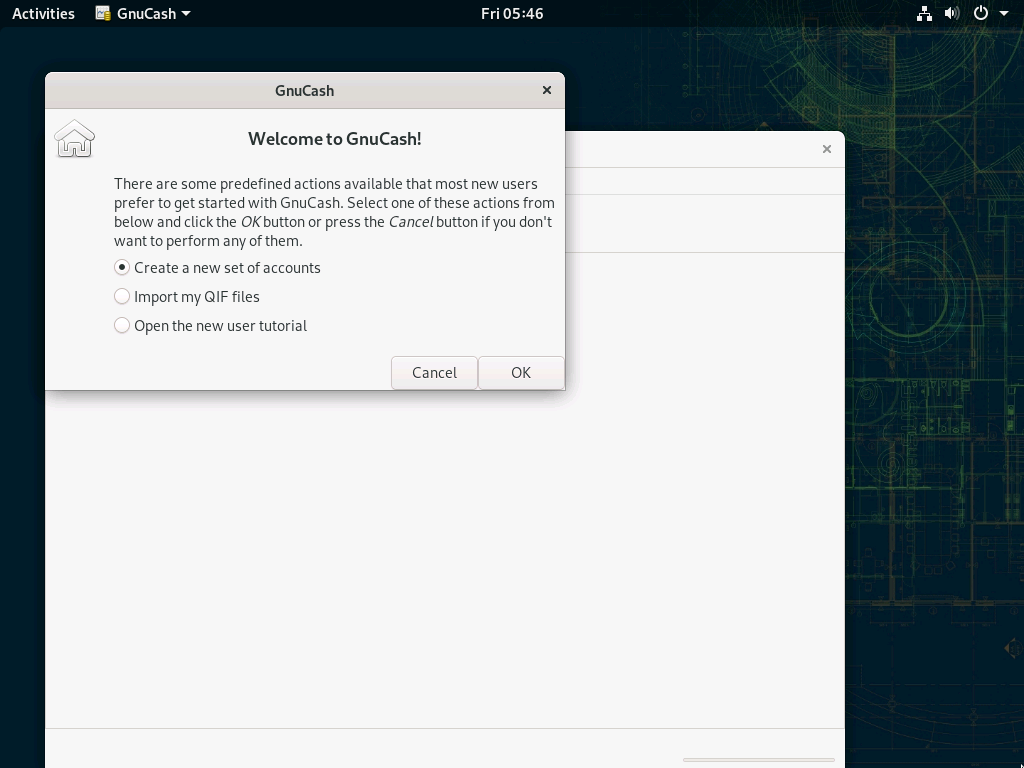 Activities GnuCash Fri 05:46
GnuCash
Welcome to GnuCash!
There are some predefined actions available that most new users
prefer to get started with GnuCash. Select one of these actions from
below and click the OK button or press the Cancel button if you don't
want to perform any of them.
Create a new set of accounts
Import my QIF files
Open the new user tutorial
Cancel OK